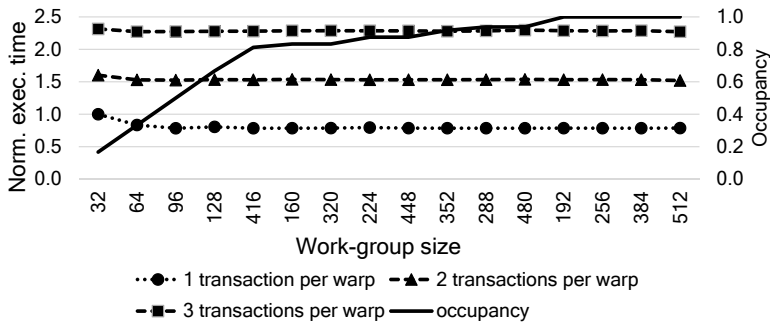 Norm. exec. time
2.5
2.0
1.5
1.0
0.5
0.0
1.0
0.8
0.6
0.4
0.2
0.0
Occupancy
32 64 96 128 416 160 320 224 448 352 288 480 192 256 384 512
Work-group size
1 transaction per warp 2 transactions per warp
3 transactions per warp occupancy